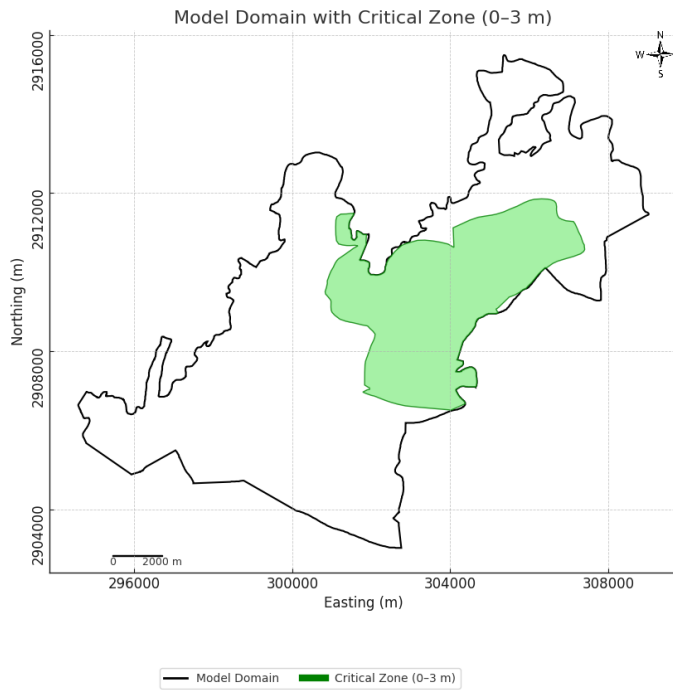 Model Domain with Critical Zone (0–3 m)
N
W
S
2916000
2912000
2908000
2904000
Northing (m)
0 2000 m
296000 300000 304000 308000
Easting (m)
Model Domain Critical Zone (0–3 m)